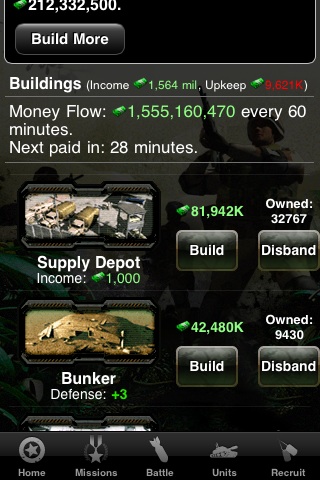 212,332,500.
Build More
Buildings (Income 1,564 mil, Upkeep 9,621K)
Money Flow: 1,555,160,470 every 60
minutes.
Next paid in: 28 minutes.
81,942K
Owned:
32767
Build
Disband
Supply Depot
Income: 1,000
42,480K
Owned:
9430
Build
Disband
Bunker
Defense: +3
Home
Missions
Battle
Units
Recruit